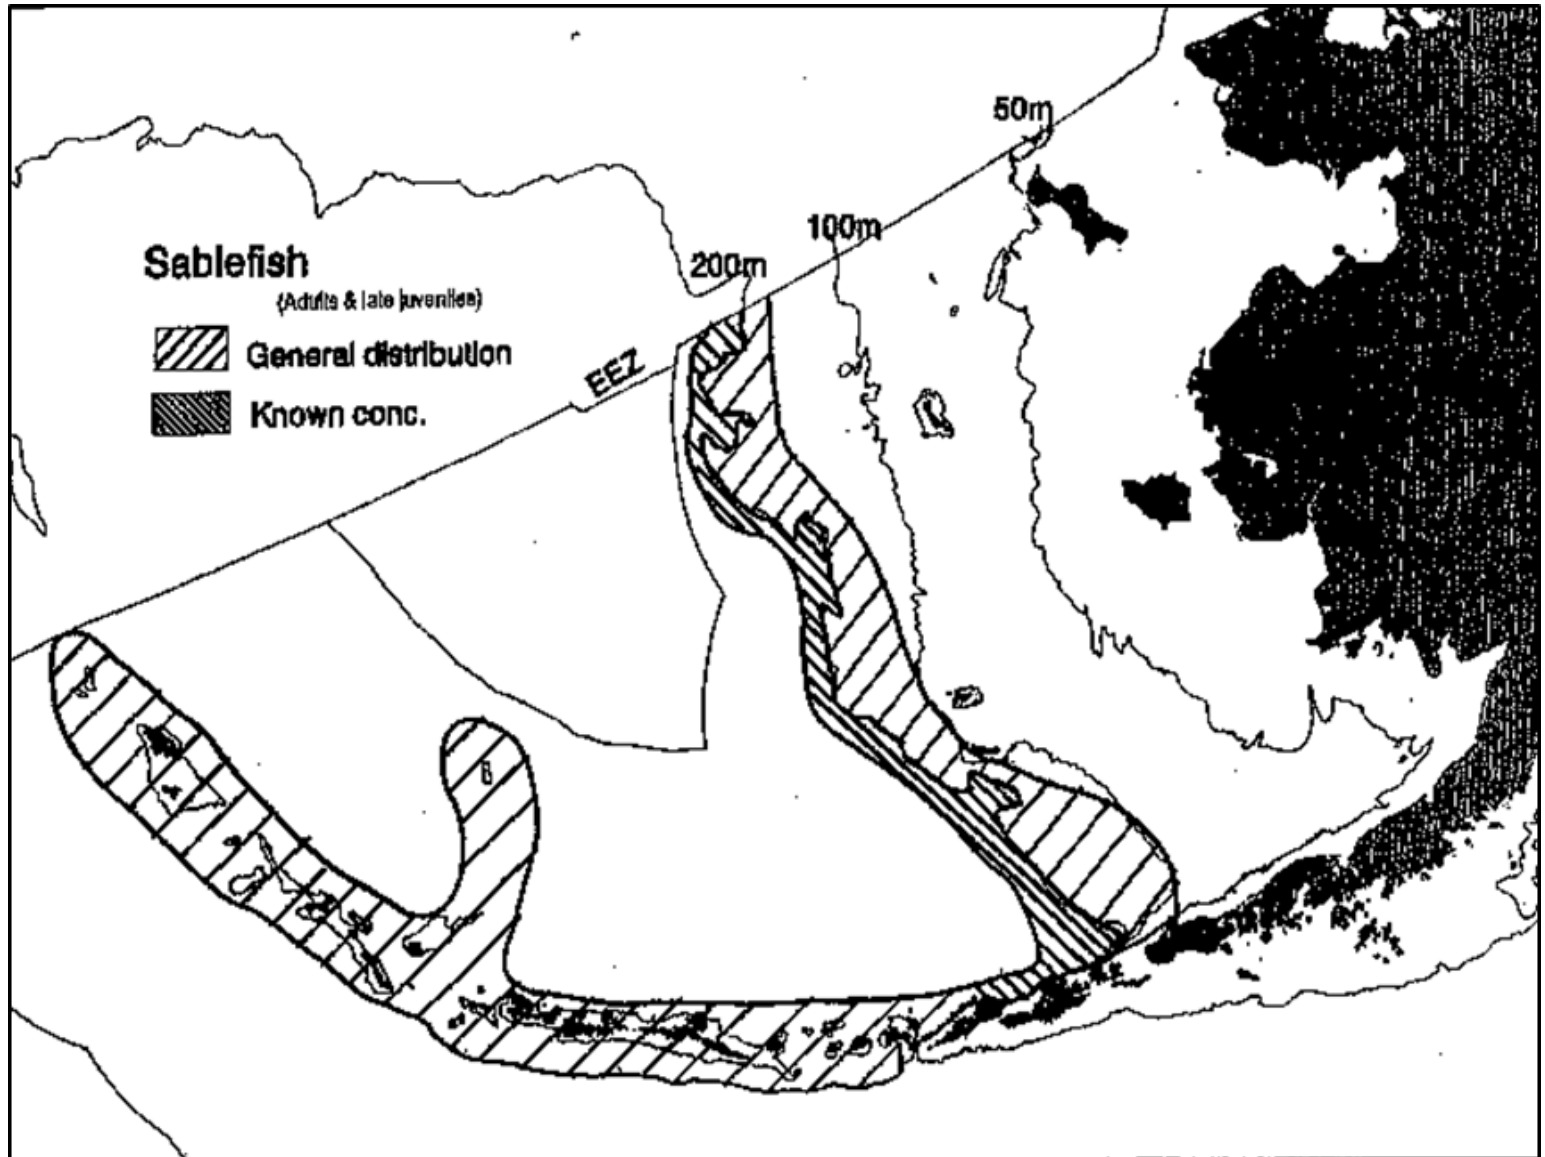 50m
100m
200m
Sablefish
(Adults & late juveniles)
General distribution
EEZ
Known conc.